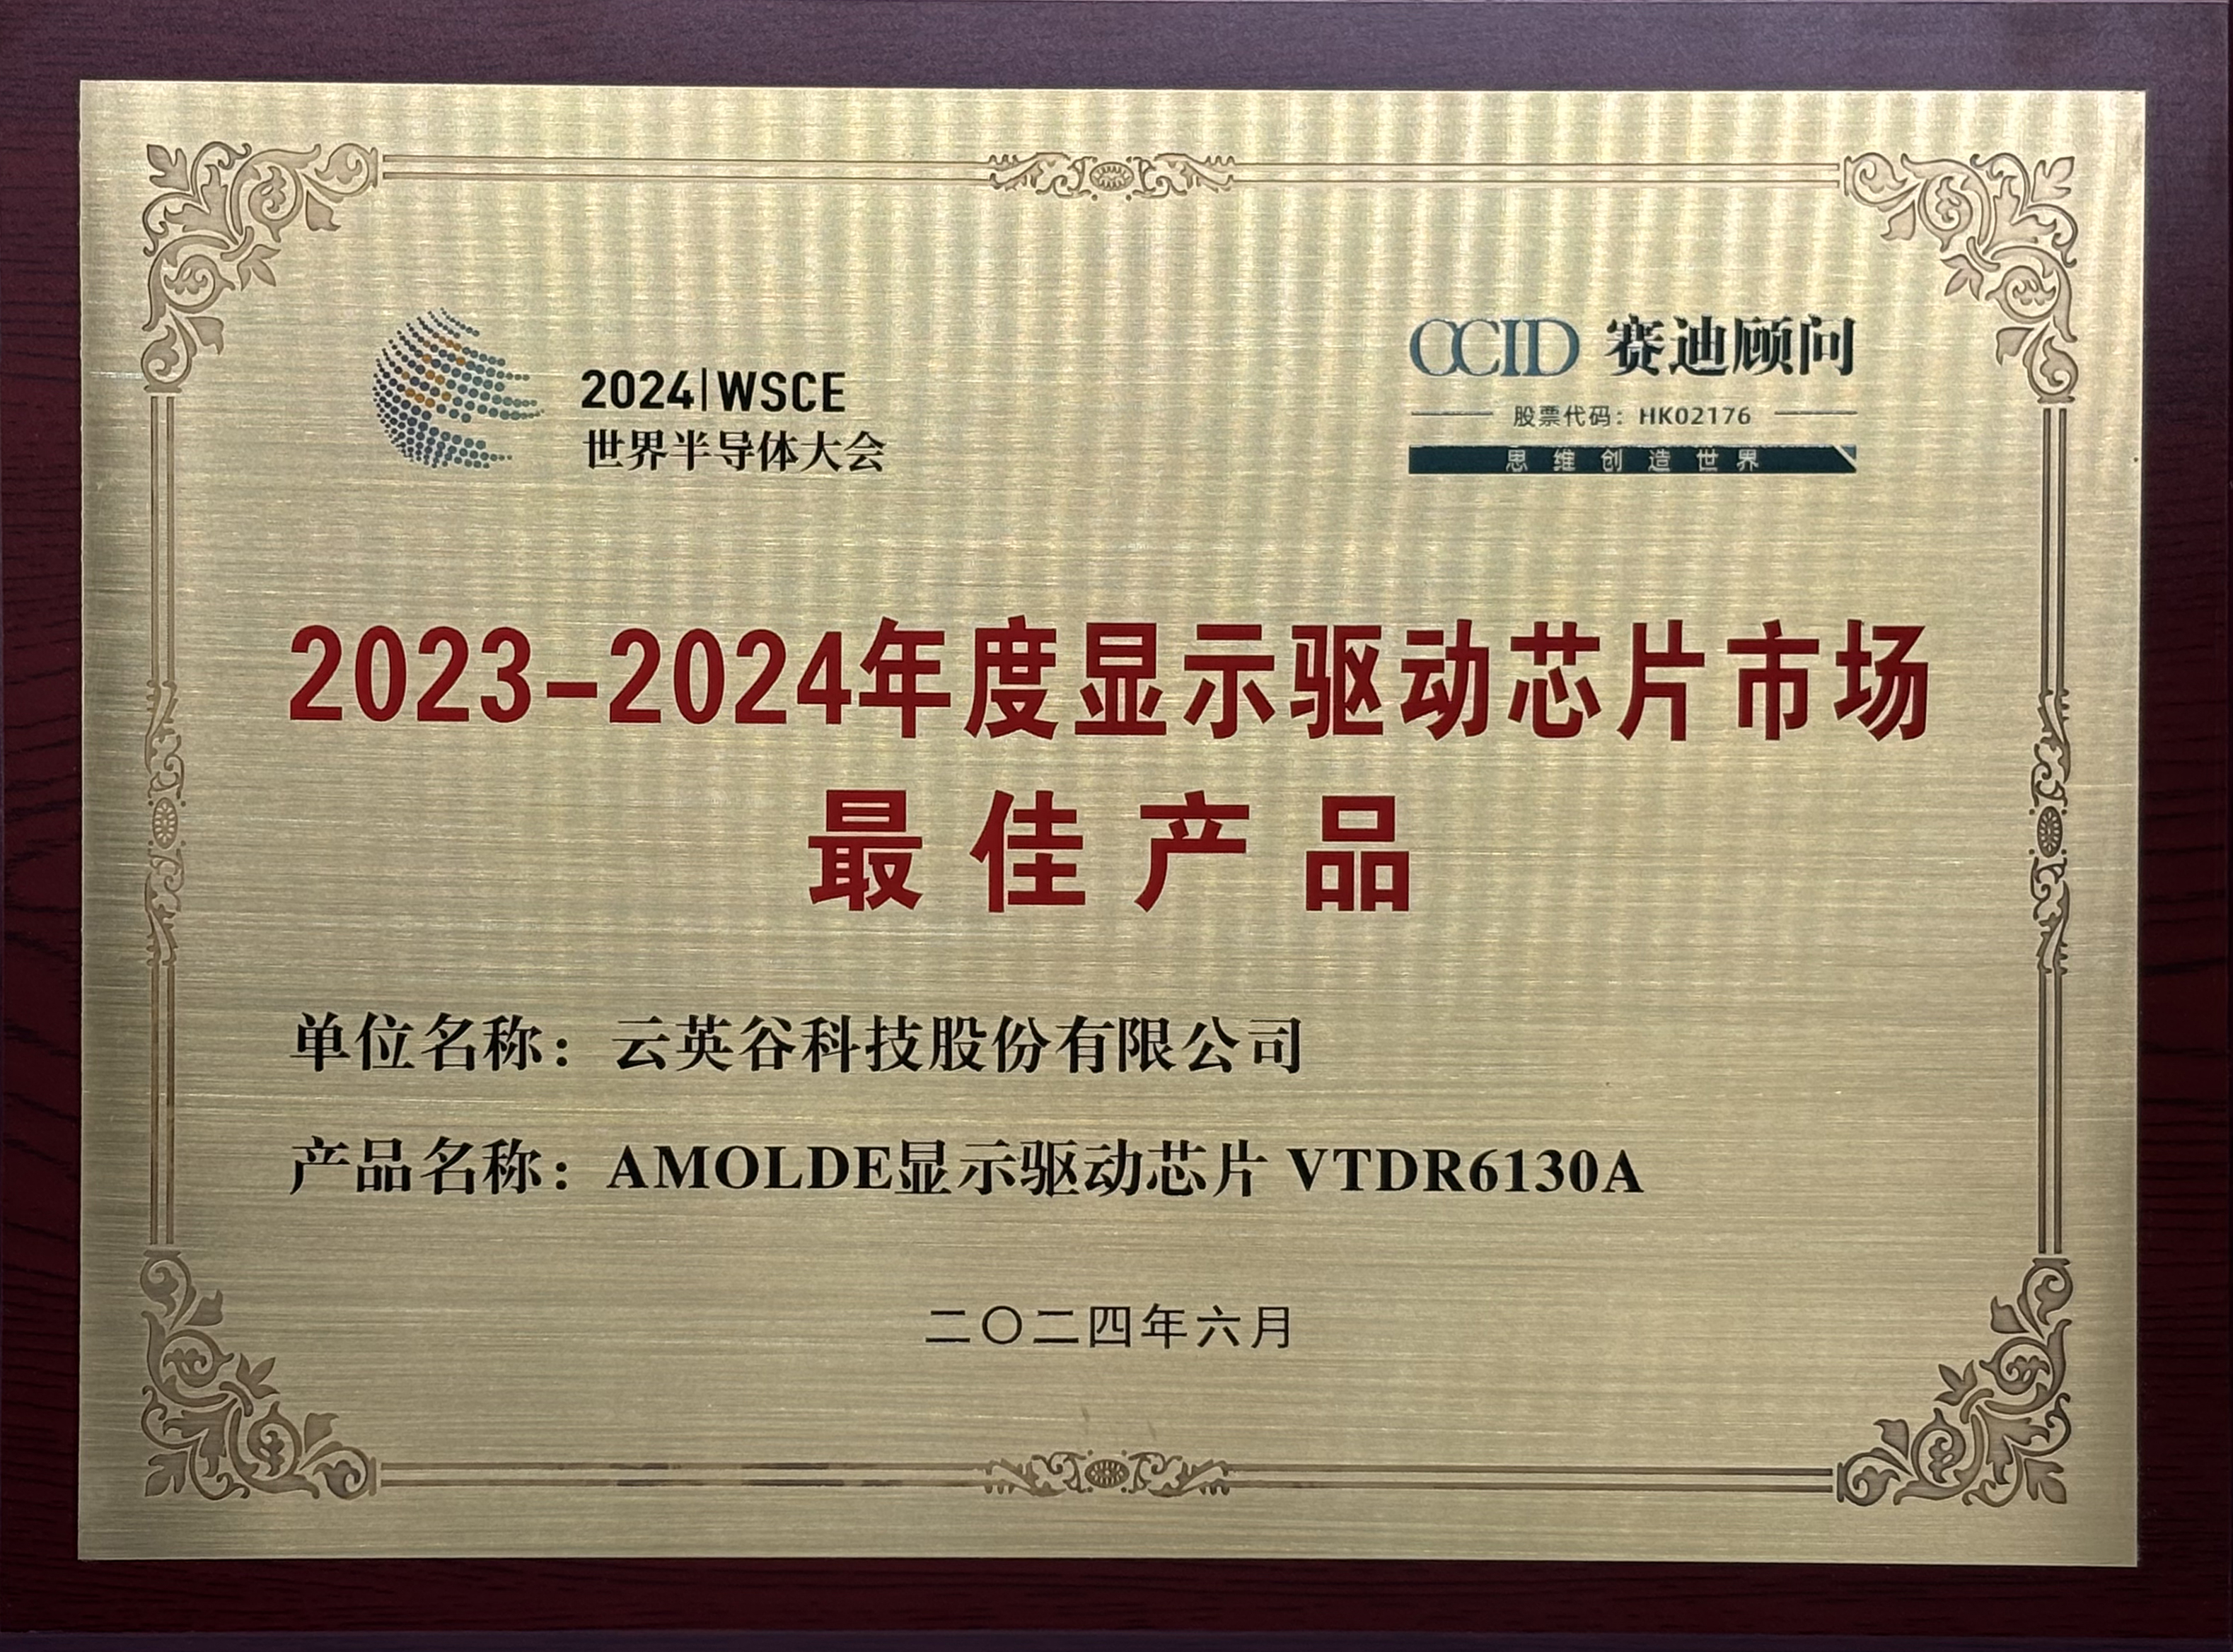 2024|WSCE
世界半导体大会
CCID 赛迪顾问
股票代码：HK02176
思维创造世界
2023-2024年度显示驱动芯片市场
最佳产品
单位名称：云英谷科技股份有限公司
产品名称：AMOLDE显示驱动芯片 VTDR6130A
二〇二四年六月